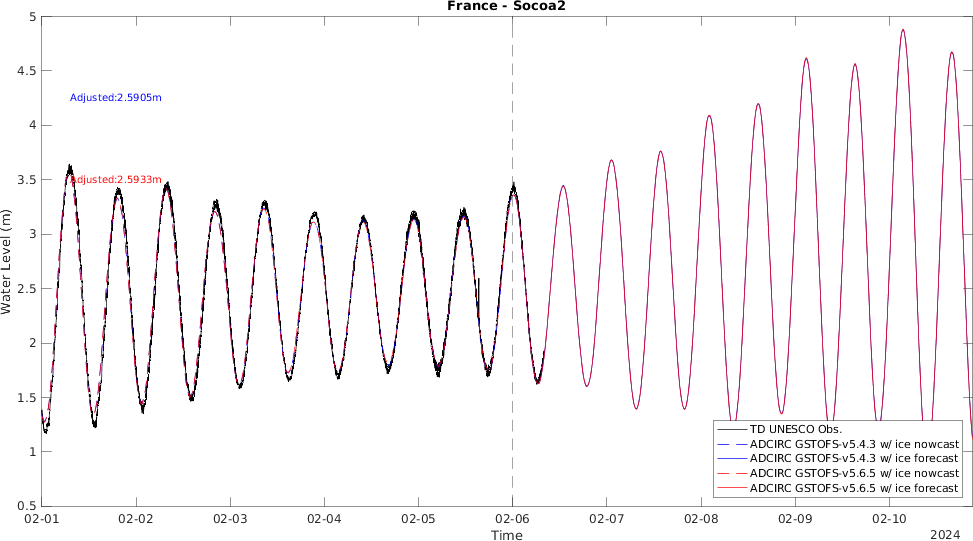 France - Socoa2
5
4.5
4
3.5
3
2.5
2
1.5
1
0.5
Water Level (m)
Adjusted:2.5905m
Adjusted:2.5933m
TD UNESCO Obs.
ADCIRC GSTOFS-v5.4.3 w/ ice nowcast
ADCIRC GSTOFS-v5.4.3 w/ ice forecast
ADCIRC GSTOFS-v5.6.5 w/ ice nowcast
ADCIRC GSTOFS-v5.6.5 w/ ice forecast
02-01 02-02 02-03 02-04 02-05 02-06 02-07 02-08 02-09 02-10
Time
2024